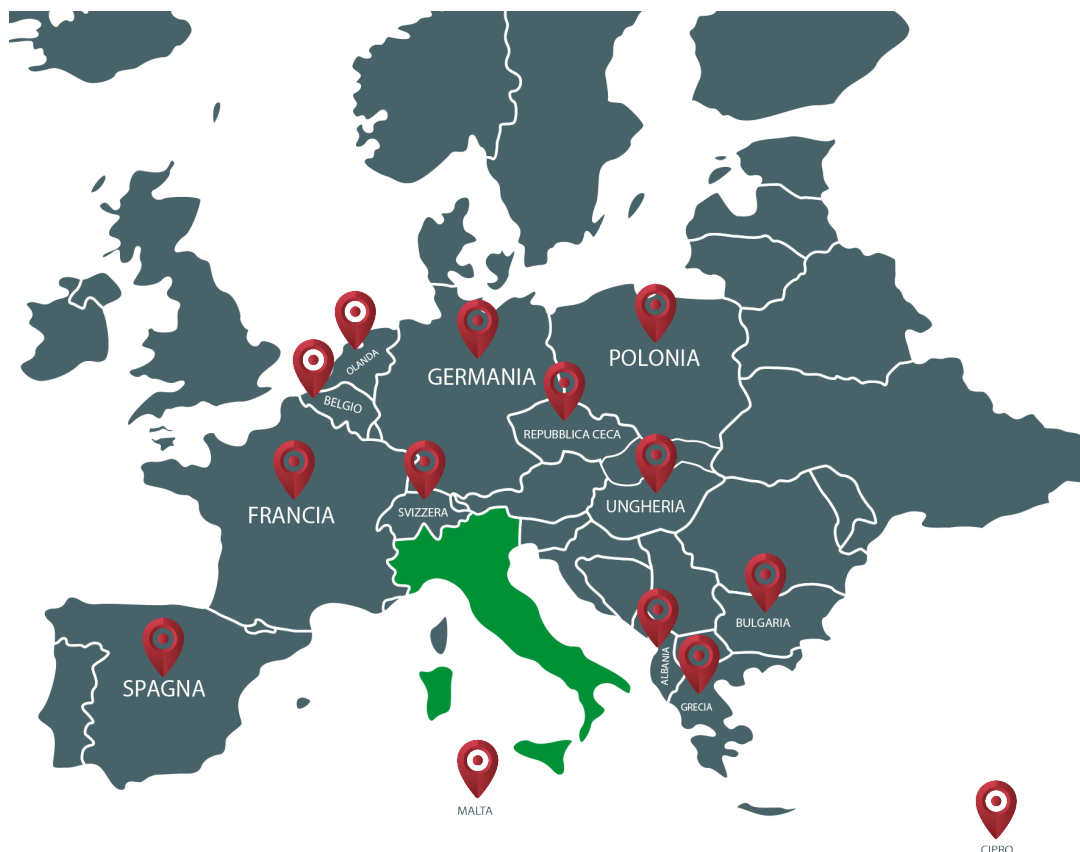 OLANDA
POLONIA
GERMANIA
BELGIO
REPUBBLICA CECA
UNGHERIA
SVIZZERA
FRANCIA
BULGARIA
ALBANIA
SPAGNA
GRECIA
MALTA
CIPRO